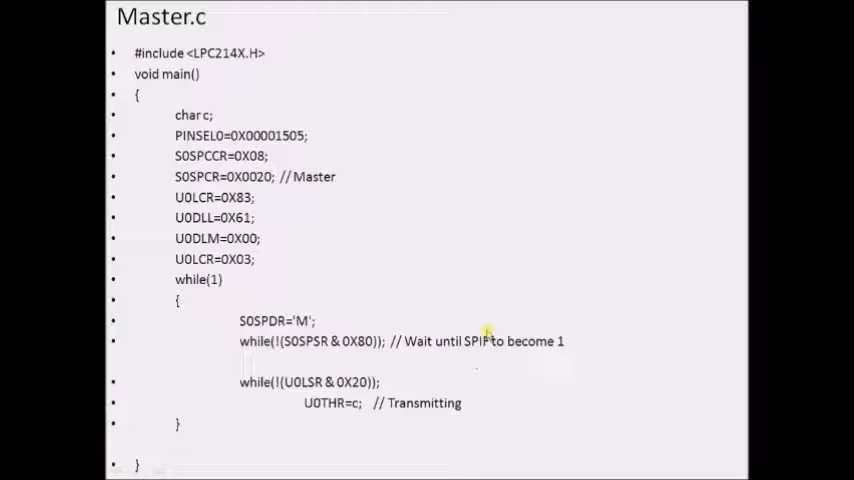 Master.c
• #include <LPC214X.H>
• void main()
• {
• char c;
• PINSEL0=0X00001505;
• S0SPCCR=0X08;
• S0SPCR=0X0020; // Master
• U0LCR=0X83;
• U0DLL=0X61;
• U0DLM=0X00;
• U0LCR=0X03;
• while(1)
• {
• S0SPDR='M';
• while(!(S0SPSR & 0X80)); // Wait until SPIF to become 1
• while(!(U0LSR & 0X20));
• U0THR=c; // Transmitting
• }
• }